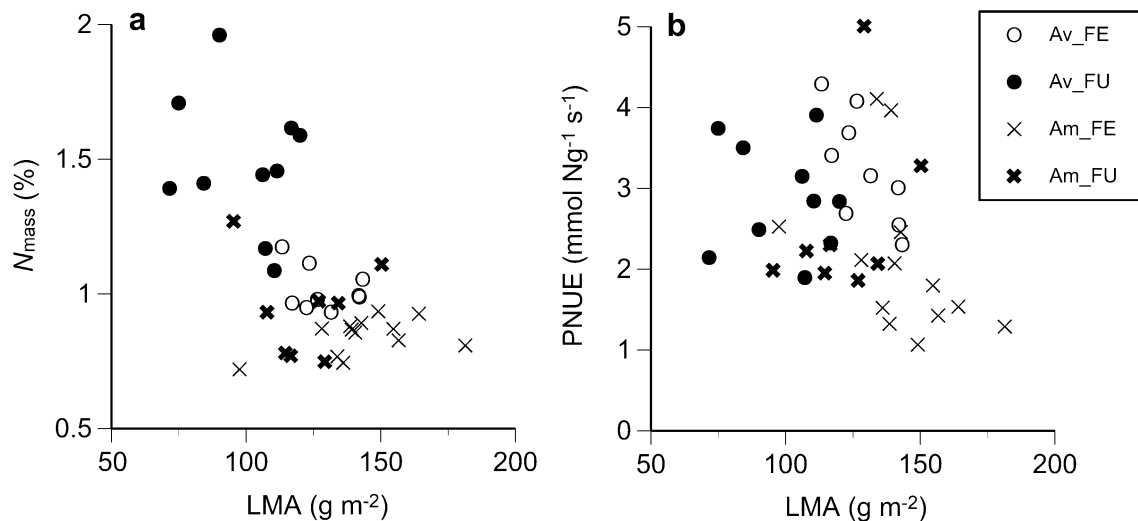 a
2
1.5
1
0.5
N mass (%)
50 100 150 200
LMA (g m-2)
b
5
4
3
2
1
0
PNUE (mmol Ng-1 s-1)
50 100 150 200
LMA (g m-2)
Av_FE
Av_FU
Am_FE
Am_FU